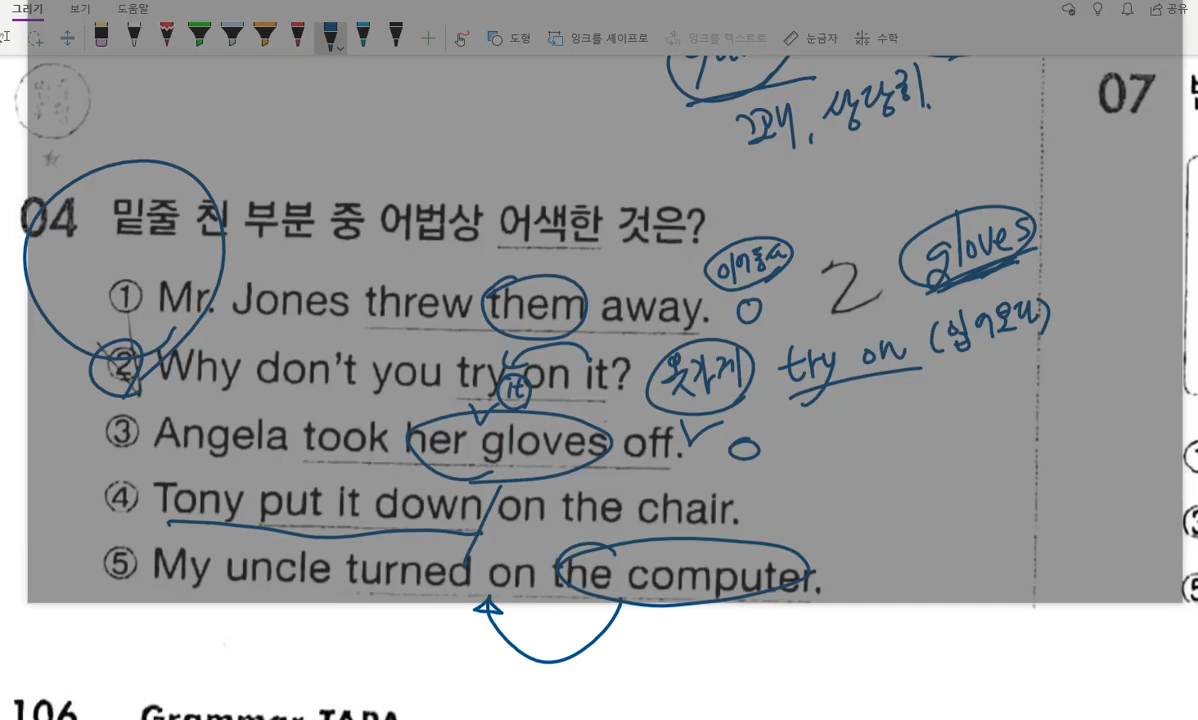 그리기 보기 도움말
도형 잉크를 셰이프로 잉크를 텍스트로 눈금자 수학 공유
꽤, 상당히.
07
04 밑줄 친 부분 중 어법상 어색한 것은?
이어동사 2 gloves
① Mr. Jones threw them away. O
② Why don't you try on it? 옷가게 try on (입어보다)
it
③ Angela took her gloves off. O
④ Tony put it down on the chair.
⑤ My uncle turned on the computer.
106 Grammar TAPA